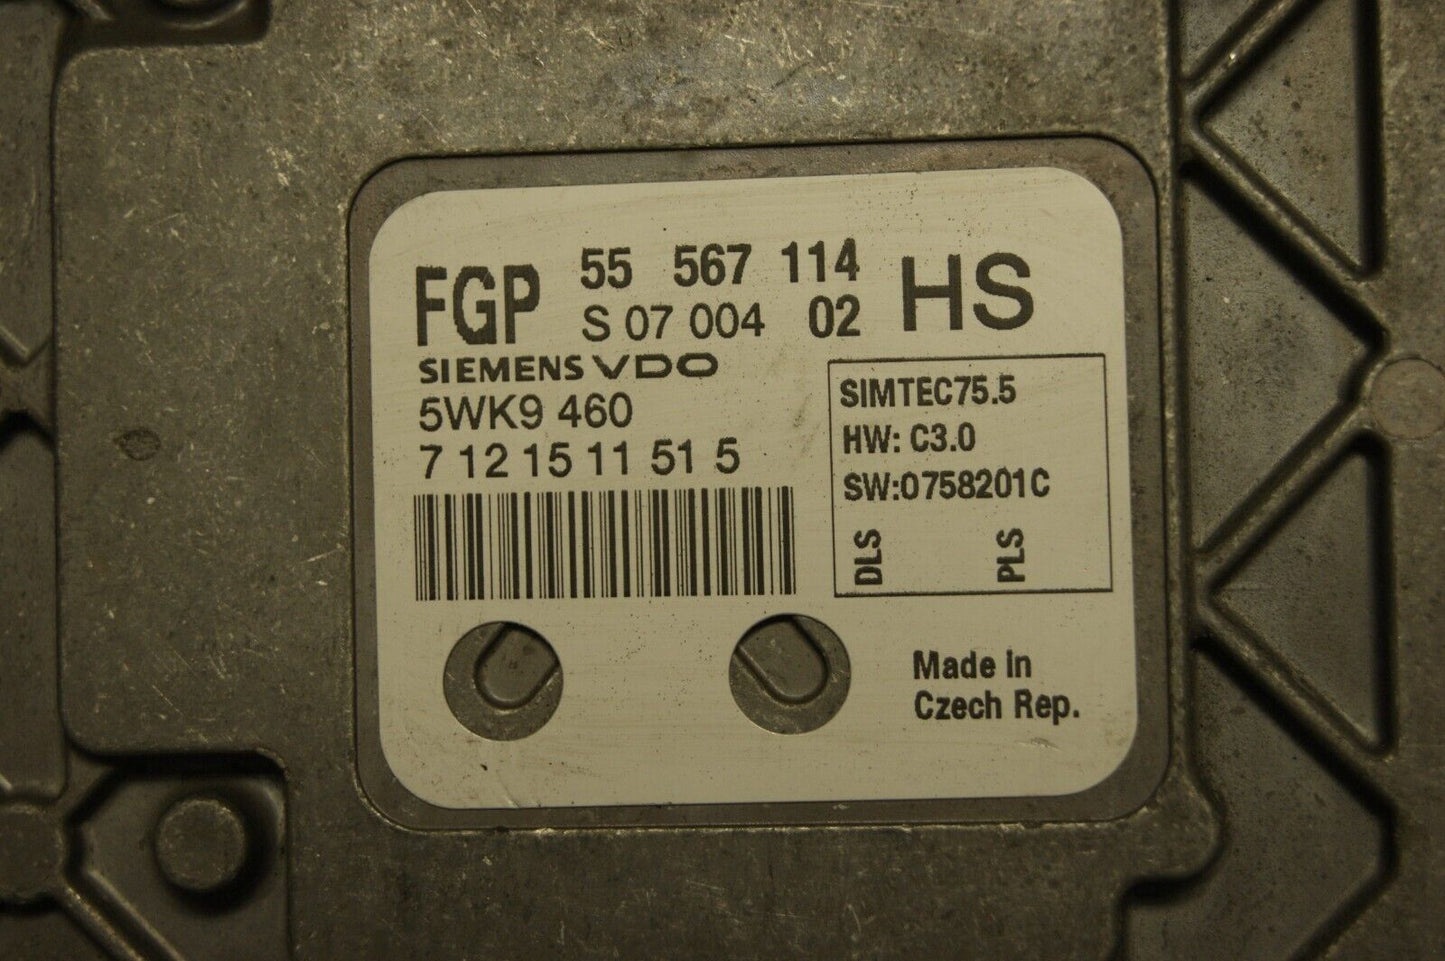 FGP 55 567 114 HS
S 07 004 02
SIEMENS VDO
5WK9 460
7 12 15 11 51 5
SIMTEC75.5
HW: C3.0
SW:0758201C
DLS PLS
Made in
Czech Rep.